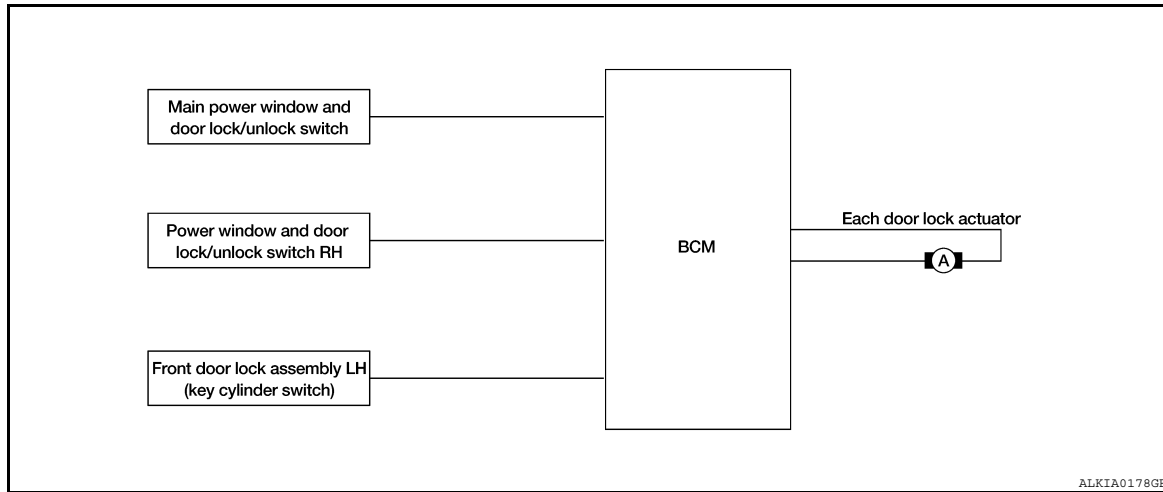 Main power window and
door lock/unlock switch
Power window and door
lock/unlock switch RH
Front door lock assembly LH
(key cylinder switch)
BCM
Each door lock actuator
A
ALKIA0178GB